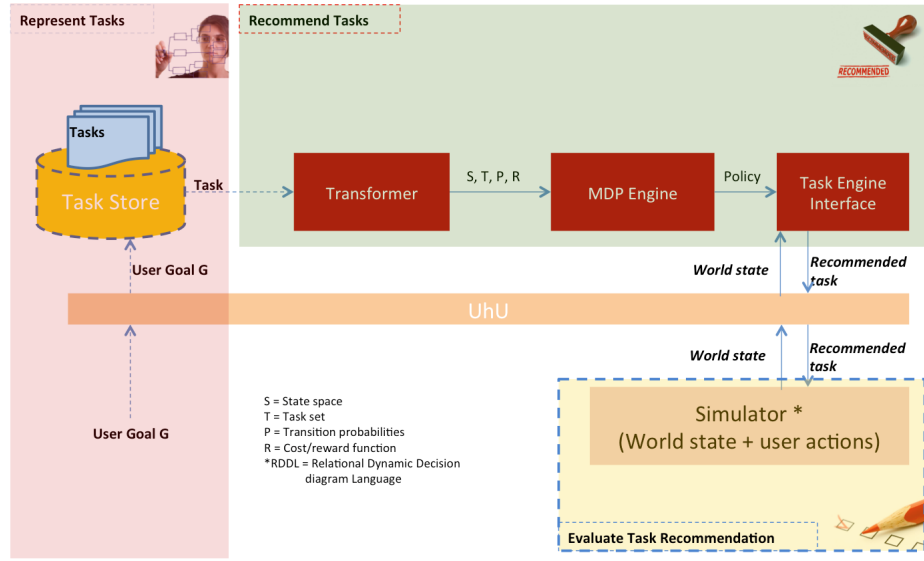 Represent Tasks
Recommend Tasks
RECOMMENDED
Tasks
Task Store
Task
Transformer
S, T, P, R
MDP Engine
Policy
Task Engine
Interface
User Goal G
World state
Recommended
task
UhU
World state
Recommended
task
User Goal G
S = State space
T = Task set
P = Transition probabilities
R = Cost/reward function
*RDDL = Relational Dynamic Decision
diagram Language
Simulator *
(World state + user actions)
Evaluate Task Recommendation